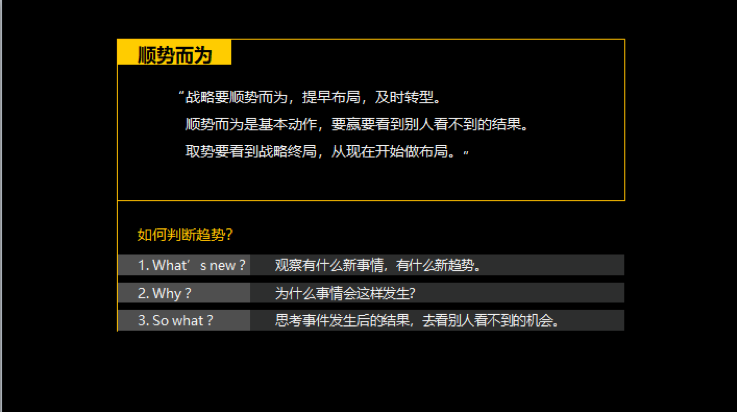 顺势而为
“战略要顺势而为，提早布局，及时转型。
顺势而为是基本动作，要赢要看到别人看不到的结果。
取势要看到战略终局，从现在开始做布局。”
如何判断趋势?
1. What’s new？ 观察有什么新事情，有什么新趋势。
2. Why？ 为什么事情会这样发生?
3. So what？ 思考事件发生后的结果，去看别人看不到的机会。